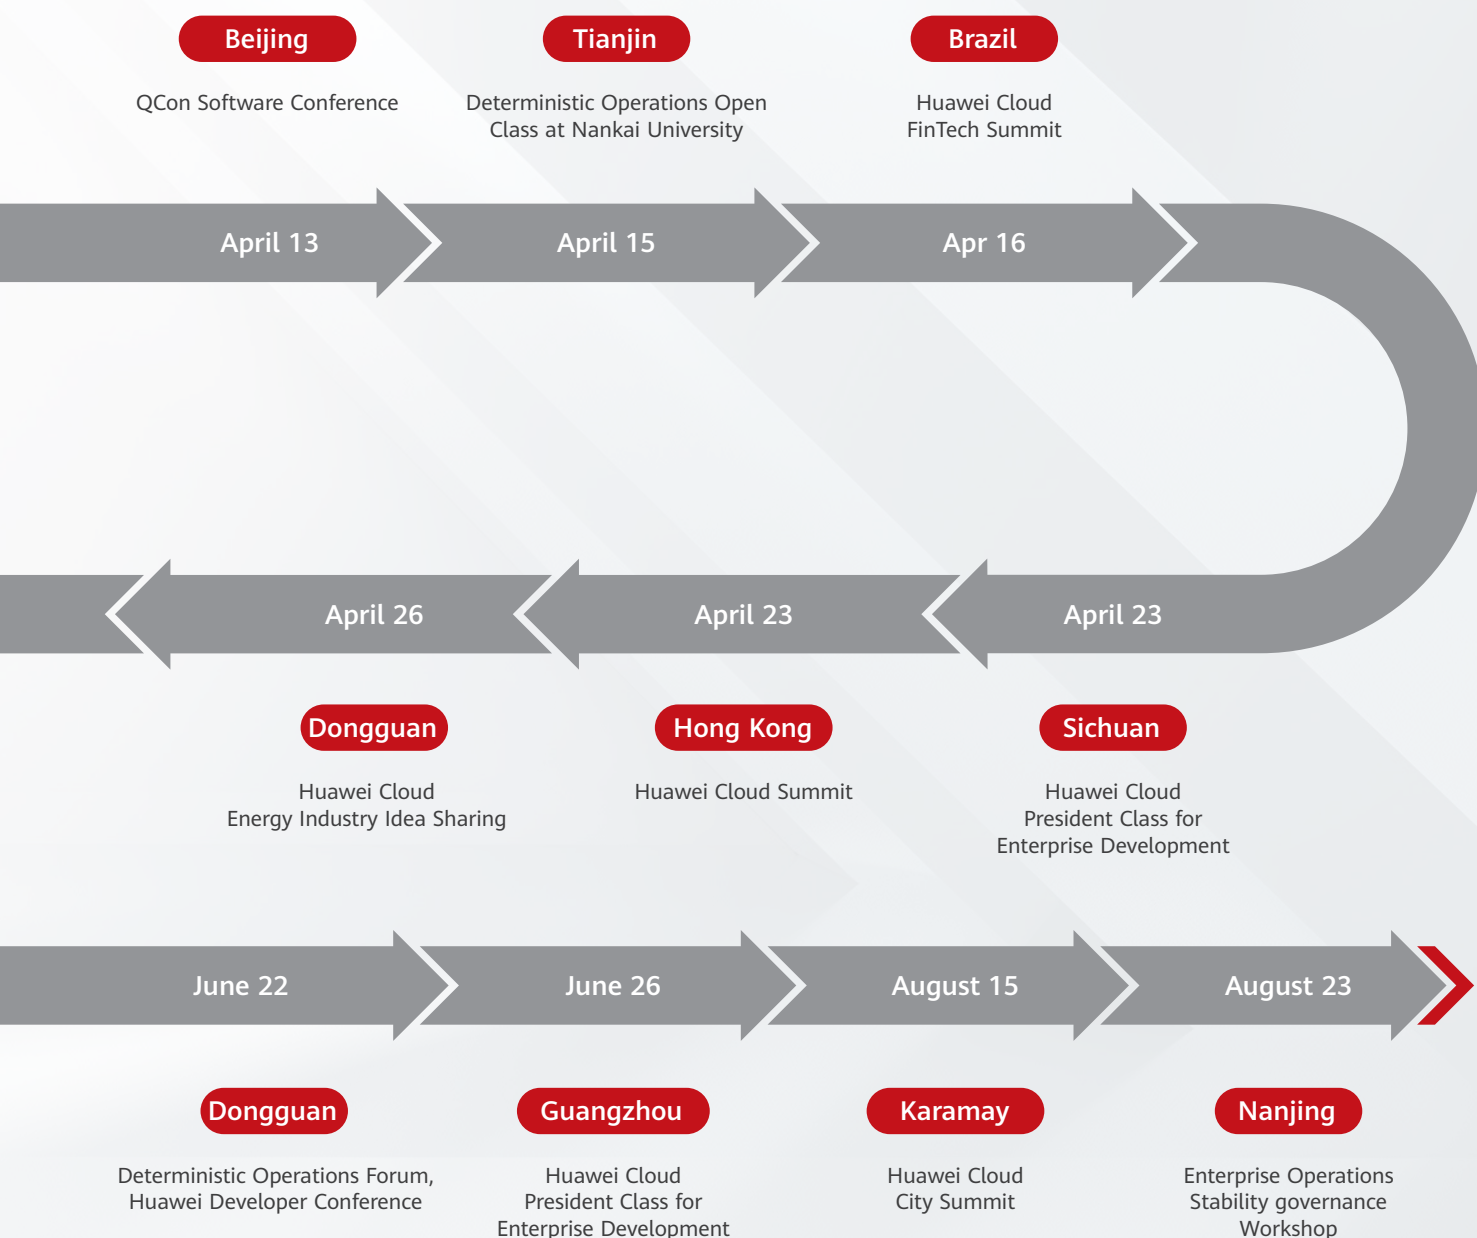 Beijing
Tianjin
Brazil
QCon Software Conference
Deterministic Operations Open
Class at Nankai University
Huawei Cloud
FinTech Summit
April 13
April 15
Apr 16
April 26
April 23
April 23
Dongguan
Hong Kong
Sichuan
Huawei Cloud
Energy Industry Idea Sharing
Huawei Cloud Summit
Huawei Cloud
President Class for
Enterprise Development
June 22
June 26
August 15
August 23
Dongguan
Guangzhou
Karamay
Nanjing
Deterministic Operations Forum,
Huawei Developer Conference
Huawei Cloud
President Class for
Enterprise Development
Huawei Cloud
City Summit
Enterprise Operations
Stability governance
Workshop